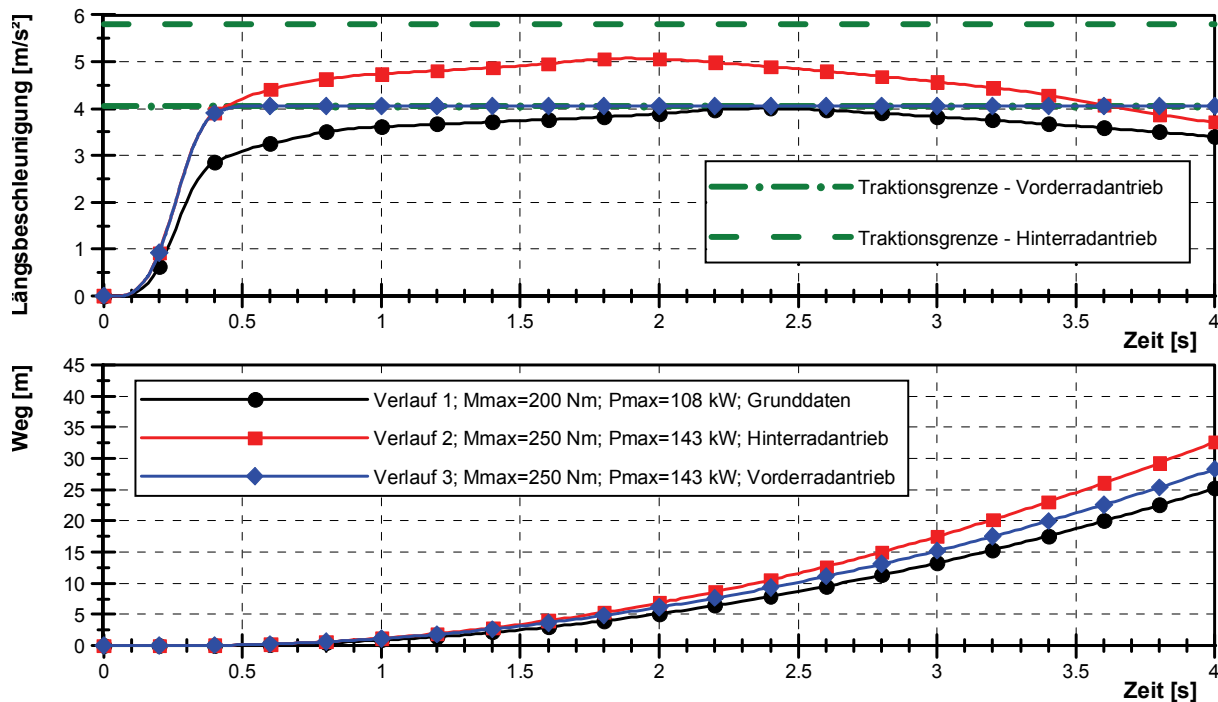 Längsbeschleunigung [m/s²]
6
5
4
3
2
1
0
Traktionsgrenze - Vorderradantrieb
Traktionsgrenze - Hinterradantrieb
0 0.5 1 1.5 2 2.5 3 3.5 4
Zeit [s]
Weg [m]
45
40
35
30
25
20
15
10
5
0
Verlauf 1; Mmax=200 Nm; Pmax=108 kW; Grunddaten
Verlauf 2; Mmax=250 Nm; Pmax=143 kW; Hinterradantrieb
Verlauf 3; Mmax=250 Nm; Pmax=143 kW; Vorderradantrieb
0 0.5 1 1.5 2 2.5 3 3.5 4
Zeit [s]